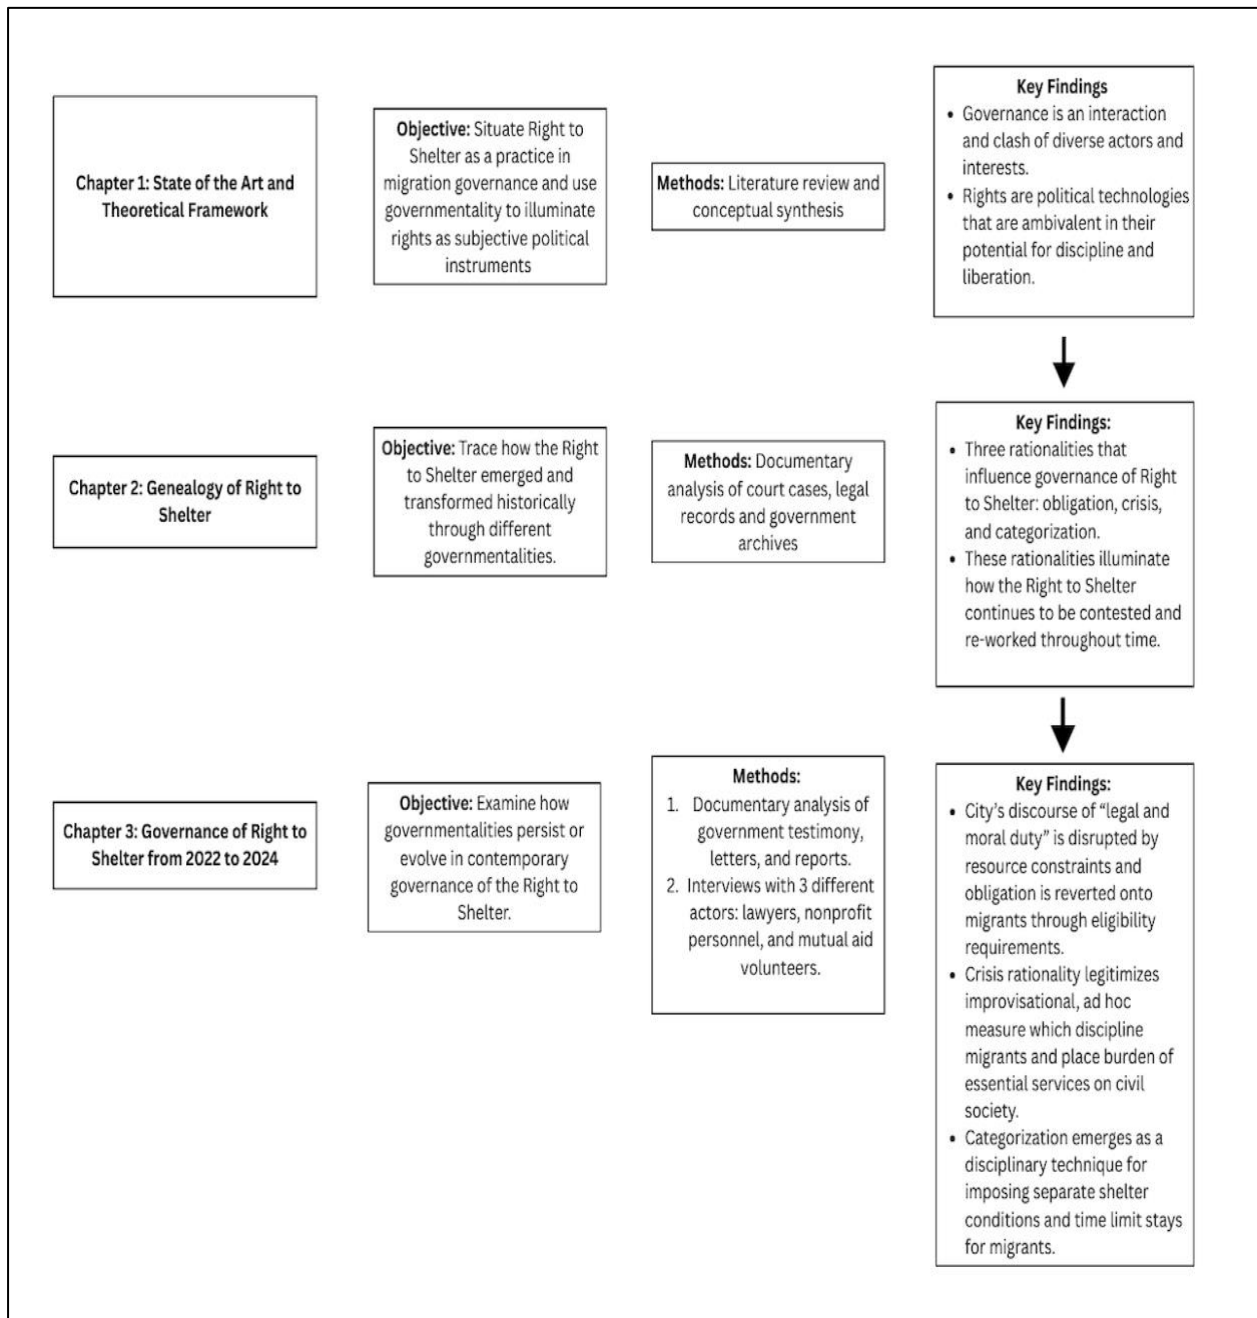 Chapter 1: State of the Art and
Theoretical Framework
Objective: Situate Right to
Shelter as a practice in
migration governance and use
governmentality to illuminate
rights as subjective political
instruments
Methods: Literature review and
conceptual synthesis
Key Findings
• Governance is an interaction
and clash of diverse actors and
interests.
• Rights are political technologies
that are ambivalent in their
potential for discipline and
liberation.
Chapter 2: Genealogy of Right to
Shelter
Objective: Trace how the Right
to Shelter emerged and
transformed historically
through different
governmentalities.
Methods: Documentary
analysis of court cases, legal
records and government
archives
Key Findings:
• Three rationalities that
influence governance of Right
to Shelter: obligation, crisis,
and categorization.
• These rationalities illuminate
how the Right to Shelter
continues to be contested and
re-worked throughout time.
Chapter 3: Governance of Right to
Shelter from 2022 to 2024
Objective: Examine how
governmentalities persist or
evolve in contemporary
governance of the Right to
Shelter.
Methods:
1. Documentary analysis of
government testimony,
letters, and reports.
2. Interviews with 3 different
actors: lawyers, nonprofit
personnel, and mutual aid
volunteers.
Key Findings:
• City's discourse of "legal and
moral duty" is disrupted by
resource constraints and
obligation is reverted onto
migrants through eligibility
requirements.
• Crisis rationality legitimizes
improvisational, ad hoc
measure which discipline
migrants and place burden of
essential services on civil
society.
• Categorization emerges as a
disciplinary technique for
imposing separate shelter
conditions and time limit stays
for migrants.